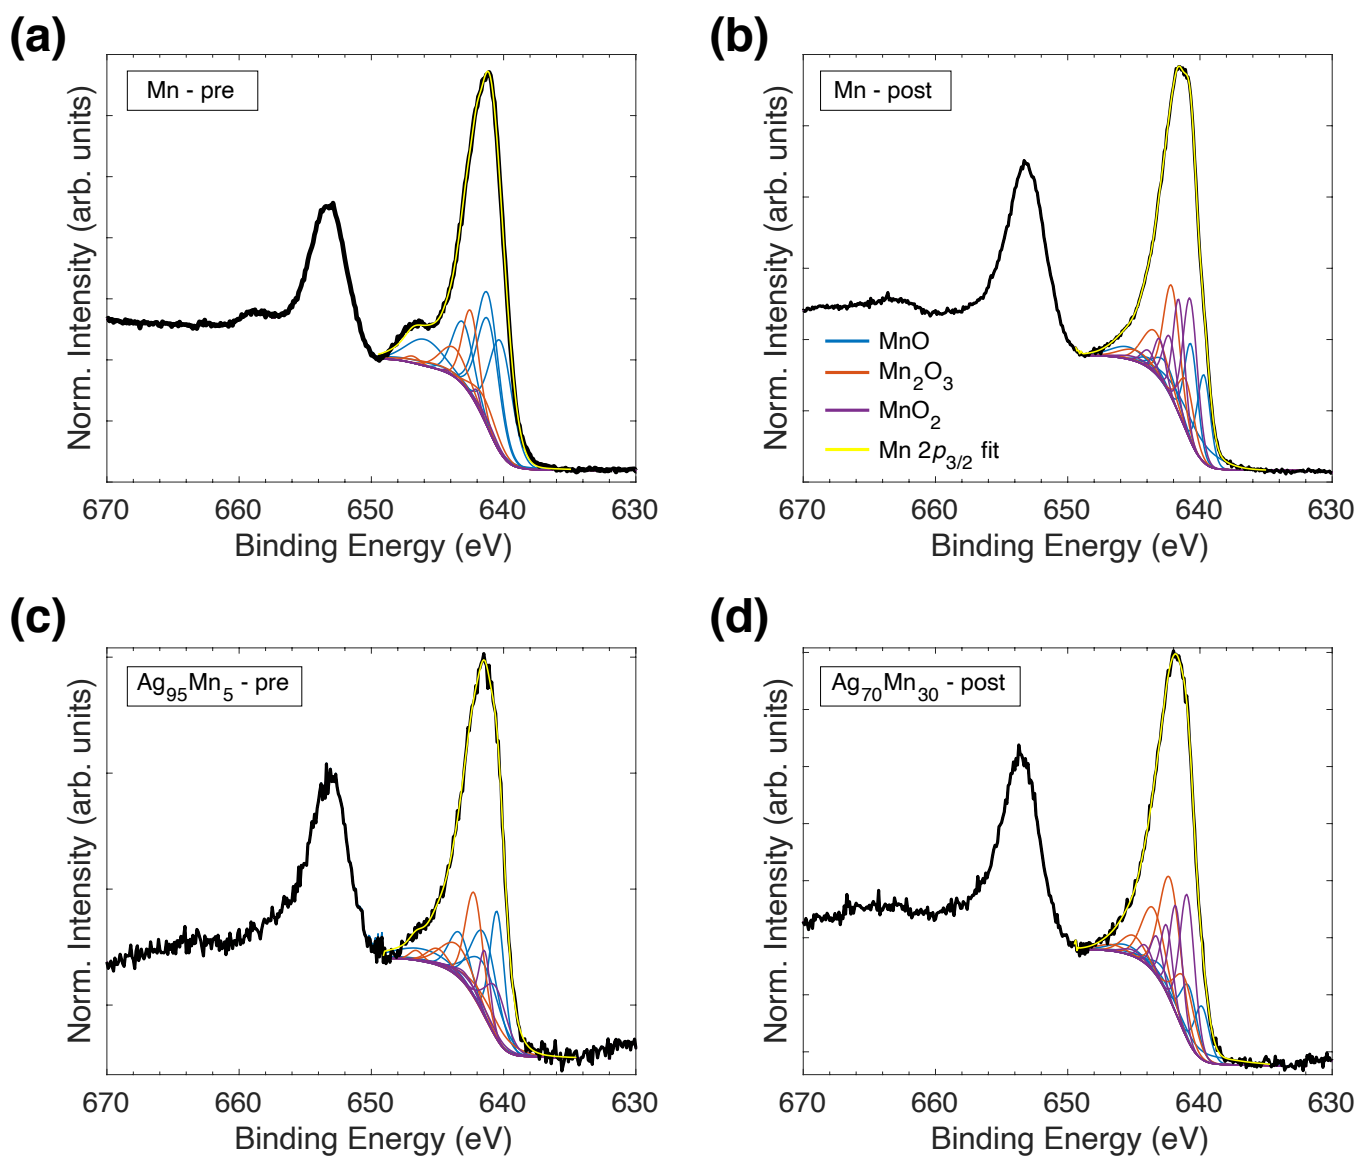 (a)
Mn - pre
Norm. Intensity (arb. units)
670 660 650 640 630
Binding Energy (eV)
(b)
Mn - post
Norm. Intensity (arb. units)
MnO
Mn₂O₃
MnO₂
Mn 2p₃/₂ fit
670 660 650 640 630
Binding Energy (eV)
(c)
Ag₉₅Mn₅ - pre
Norm. Intensity (arb. units)
670 660 650 640 630
Binding Energy (eV)
(d)
Ag₇₀Mn₃₀ - post
Norm. Intensity (arb. units)
670 660 650 640 630
Binding Energy (eV)